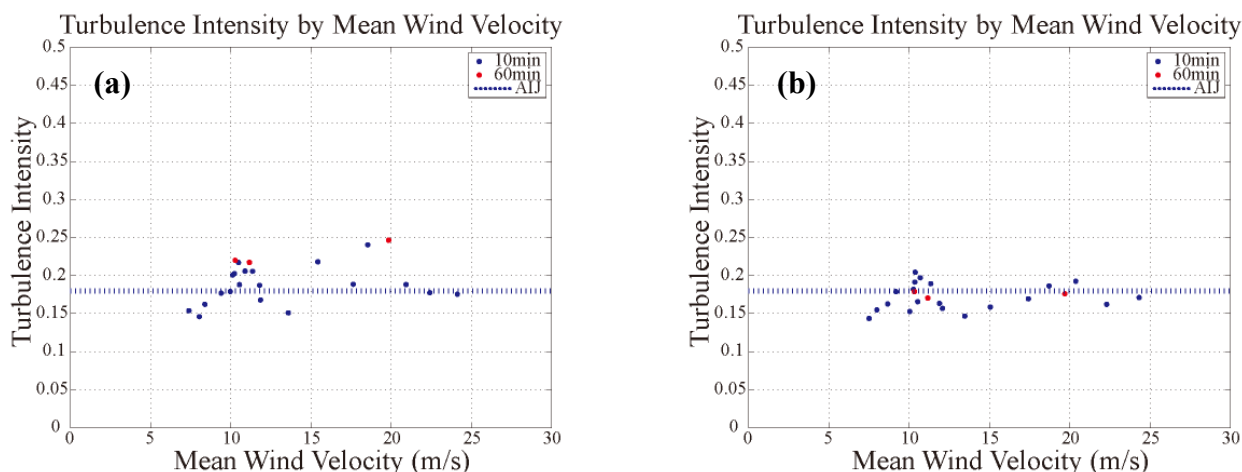 Turbulence Intensity by Mean Wind Velocity
0.5
0.45
0.4
0.35
0.3
0.25
0.2
0.15
0.1
0.05
0
0 5 10 15 20 25 30
Turbulence Intensity
Mean Wind Velocity (m/s)
(a)
10min
60min
AIJ
Turbulence Intensity by Mean Wind Velocity
0.5
0.45
0.4
0.35
0.3
0.25
0.2
0.15
0.1
0.05
0
0 5 10 15 20 25 30
Turbulence Intensity
Mean Wind Velocity (m/s)
(b)
10min
60min
AIJ